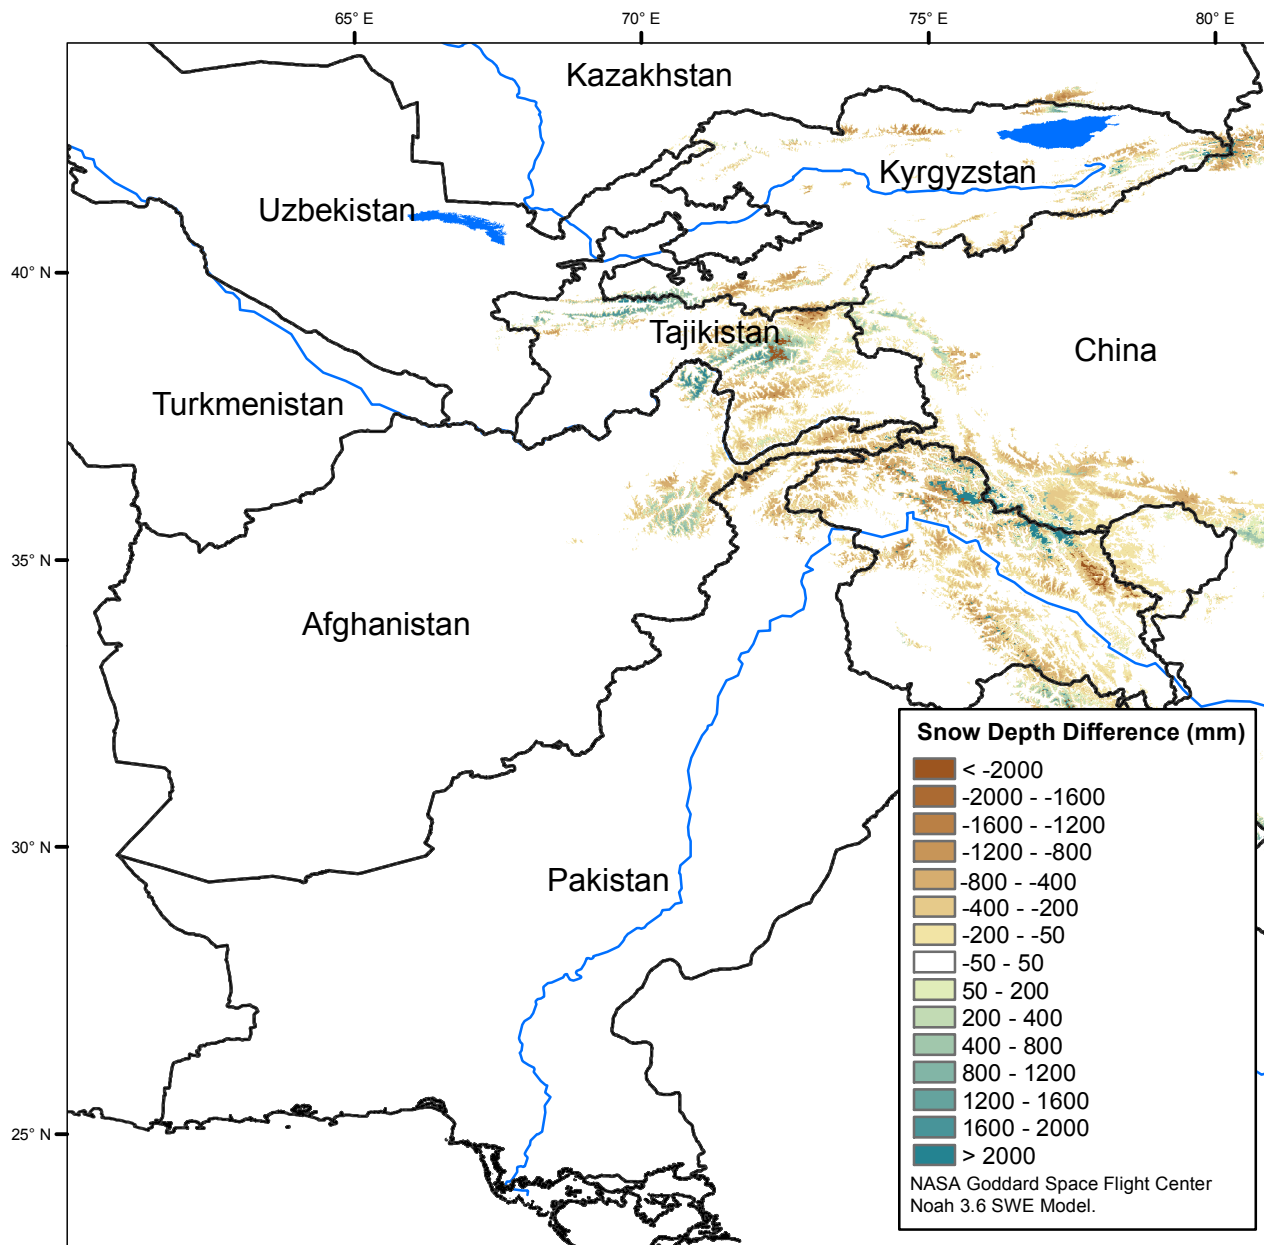 65° E
70° E
75° E
80° E
Kazakhstan
Kyrgyzstan
Uzbekistan
40° N
Tajikistan
China
Turkmenistan
35° N
Afghanistan
30° N
Pakistan
25° N
Snow Depth Difference (mm)
< -2000
-2000 - -1600
-1600 - -1200
-1200 - -800
-800 - -400
-400 - -200
-200 - -50
-50 - 50
50 - 200
200 - 400
400 - 800
800 - 1200
1200 - 1600
1600 - 2000
> 2000
NASA Goddard Space Flight Center
Noah 3.6 SWE Model.